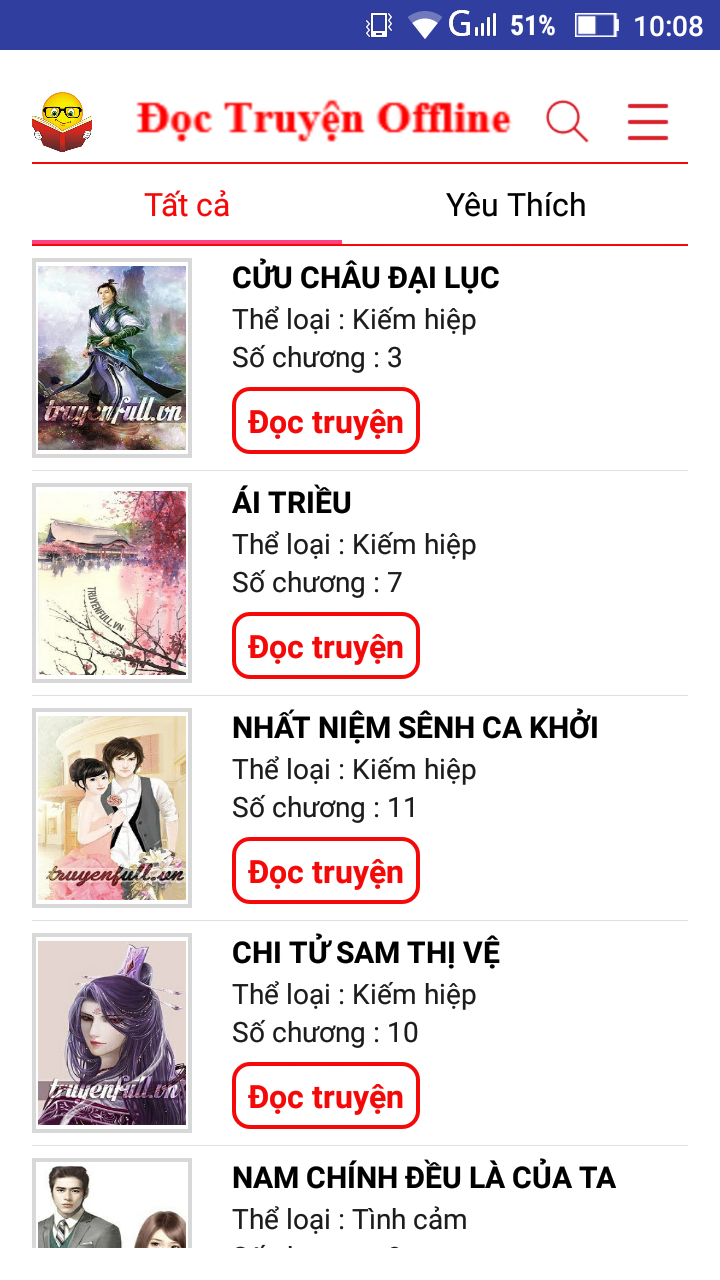 G 51% 10:08
Đọc Truyện Offline
Tất cả Yêu Thích
CỬU CHÂU ĐẠI LỤC
Thể loại : Kiếm hiệp
Số chương : 3
truyenfull.vn
Đọc truyện
ÁI TRIỀU
Thể loại : Kiếm hiệp
Số chương : 7
TRUYENFULL.VN
Đọc truyện
NHẤT NIỆM SÊNH CA KHỞI
Thể loại : Kiếm hiệp
Số chương : 11
truyenfull.vn
Đọc truyện
CHI TỬ SAM THỊ VỆ
Thể loại : Kiếm hiệp
Số chương : 10
truyenfull.vn
Đọc truyện
NAM CHÍNH ĐỀU LÀ CỦA TA
Thể loại : Tình cảm